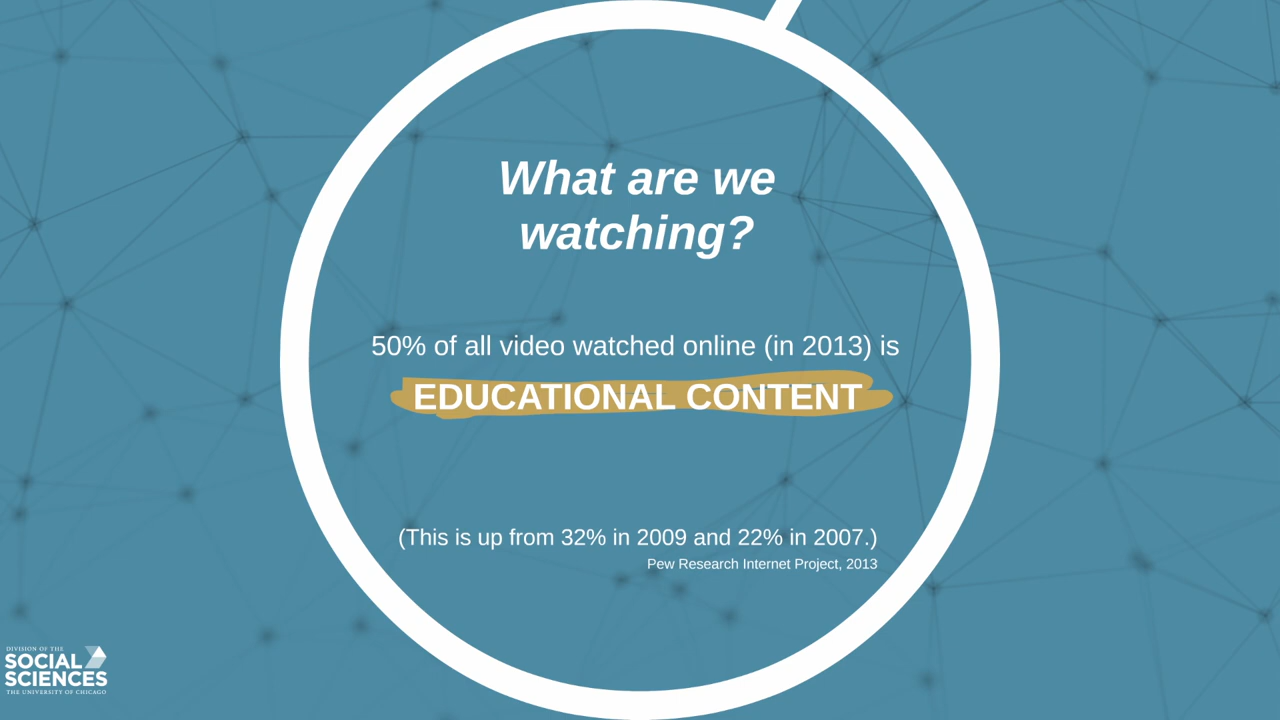 What are we
watching?
50% of all video watched online (in 2013) is
EDUCATIONAL CONTENT
(This is up from 32% in 2009 and 22% in 2007.)
Pew Research Internet Project, 2013
DIVISION OF THE
SOCIAL
SCIENCES
THE UNIVERSITY OF CHICAGO